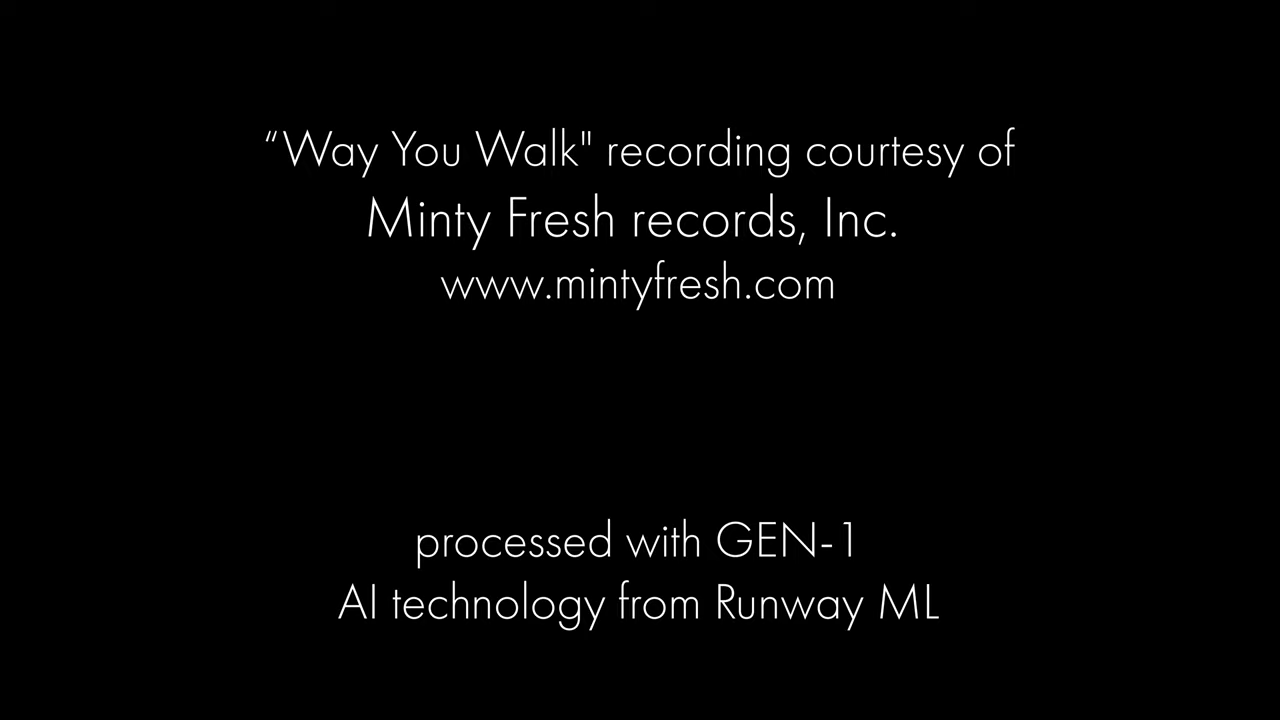 “Way You Walk" recording courtesy of
Minty Fresh records, Inc.
www.mintyfresh.com
processed with GEN-1
AI technology from Runway ML